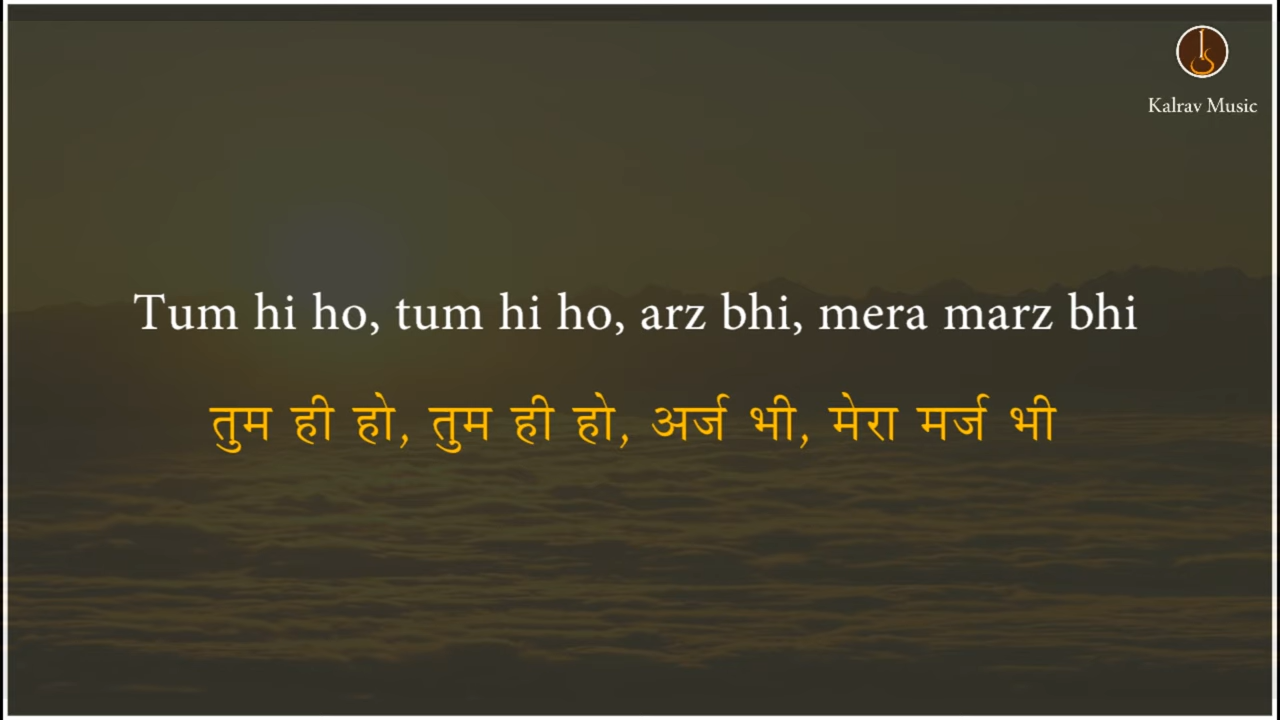 Kalrav Music
Tum hi ho, tum hi ho, arz bhi, mera marz bhi
तुम ही हो, तुम ही हो, अर्ज भी, मेरा मर्ज भी